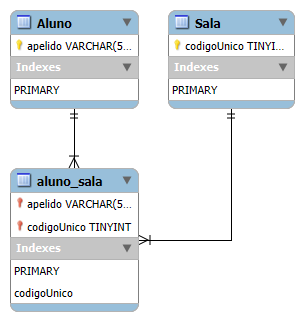 Aluno
apelido VARCHAR(5...
Indexes
PRIMARY
Sala
codigoUnico TINYI...
Indexes
PRIMARY
aluno_sala
apelido VARCHAR(5...
codigoUnico TINYINT
Indexes
PRIMARY
codigoUnico